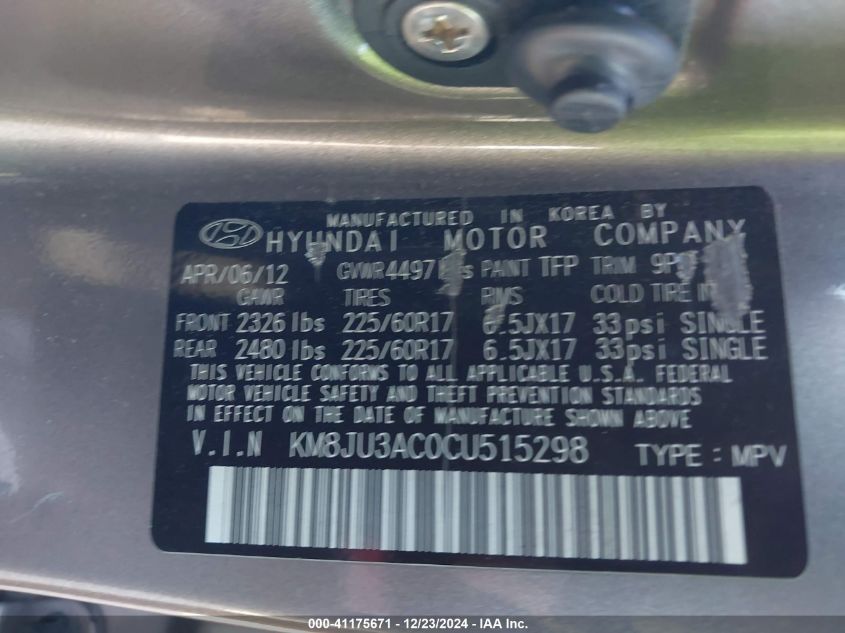 MANUFACTURED IN KOREA BY
HYUNDAI MOTOR COMPANY
APR/06/12 GVWR 4497 PAINT TFP TRIM
GAWR TIRES RIMS COLD TIRE
FRONT 2326 lbs 225/60R17 6.5JX17 33psi SINGLE
REAR 2480 lbs 225/60R17 6.5JX17 33psi SINGLE
THIS VEHICLE CONFORMS TO ALL APPLICABLE U.S.A. FEDERAL
MOTOR VEHICLE SAFETY AND THEFT PREVENTION STANDARDS
IN EFFECT ON THE DATE OF MANUFACTURE SHOWN ABOVE
V.I.N KM8JU3AC0CU515298 TYPE : MPV
000-41175671 - 12/23/2024 - IAA Inc.